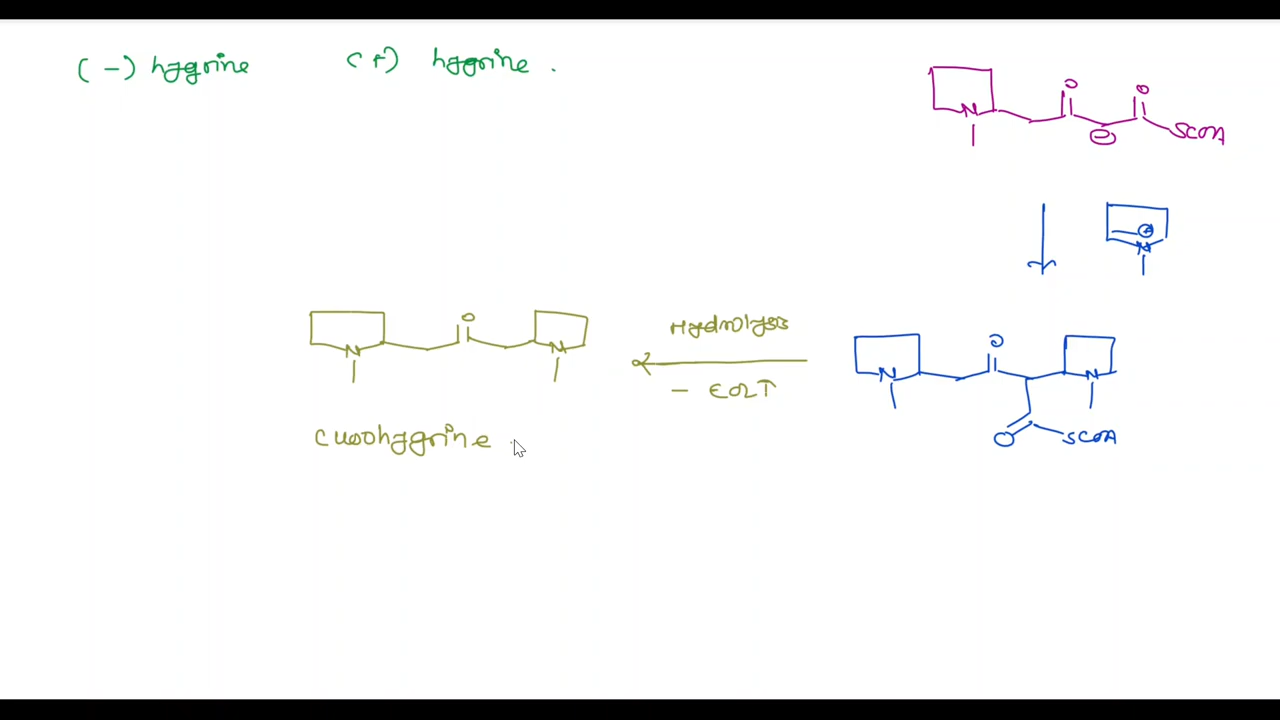 (-) hygrine (+) hygrine .
O O
N ⊖ SCOA
⊕
N
Hydrolysis
O O
N N N N
- CO2↑
O SCOA
cuscohygrine